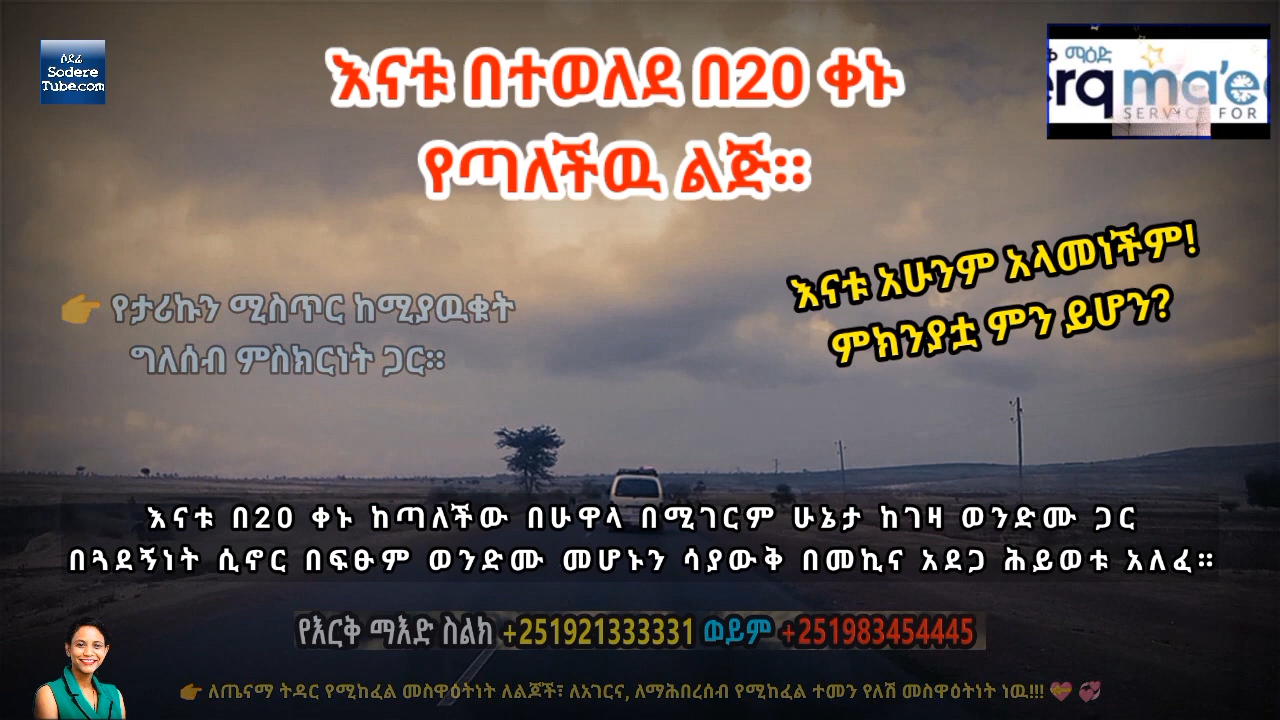 ሶደሬ
Sodere
Tube.com
ማዕድ
erq ma'e
SERVICE FOR
እናቱ በተወለደ በ20 ቀኑ
የጣለችዉ ልጅ።
እናቱ አሁንም አላመነችም!
ምክንያቷ ምን ይሆን?
👉 የታሪኩን ሚስጥር ከሚያዉቁት
ግለሰብ ምስክርነት ጋር።
እናቱ በ20 ቀኑ ከጣለችው በሁዋላ በሚገርም ሁኔታ ከገዛ ወንድሙ ጋር
በጓደኝነት ሲኖር በፍፁም ወንድሙ መሆኑን ሳያውቅ በመኪና አደጋ ሕይወቱ አለፈ።
የእርቅ ማእድ ስልክ +251921333331 ወይም +251983454445
👉 ለጤናማ ትዳር የሚከፈል መስዋዕትነት ለልጆች፣ ለአገርና, ለማሕበረሰብ የሚከፈል ተመን የለሽ መስዋዕትነት ነዉ!!! 💝 💞